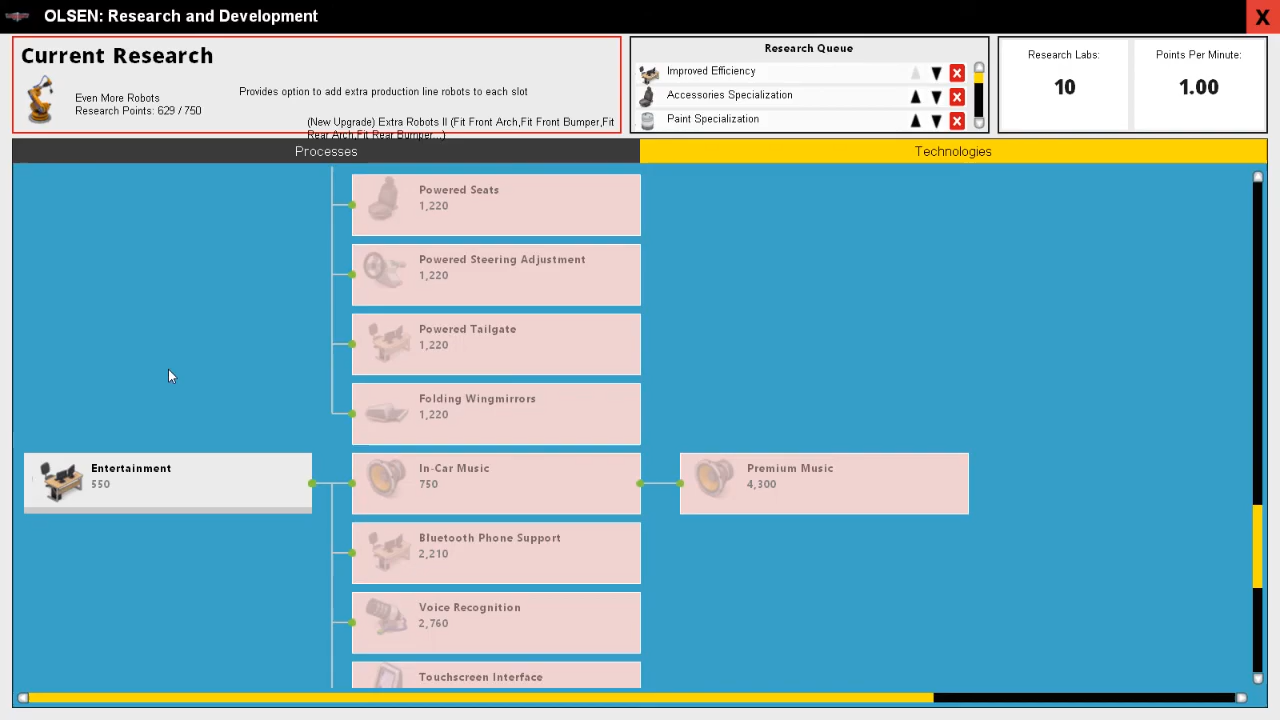 OLSEN: Research and Development
X
Current Research
Even More Robots
Research Points: 629 / 750
Provides option to add extra production line robots to each slot
(New Upgrade) Extra Robots II (Fit Front Arch,Fit Front Bumper,Fit
Rear Arch,Fit Rear Bumper...)
Research Queue
Improved Efficiency
Accessories Specialization
Paint Specialization
Research Labs:
10
Points Per Minute:
1.00
Processes
Technologies
Powered Seats
1,220
Powered Steering Adjustment
1,220
Powered Tailgate
1,220
Folding Wingmirrors
1,220
Entertainment
550
In-Car Music
750
Premium Music
4,300
Bluetooth Phone Support
2,210
Voice Recognition
2,760
Touchscreen Interface